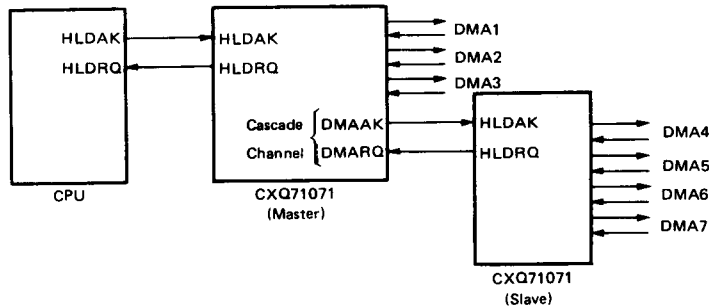 HLDAK
HLDRQ
CPU
HLDAK
HLDRQ
Cascade
Channel
DMAAK
DMARQ
CXQ71071
(Master)
DMA1
DMA2
DMA3
HLDAK
HLDRQ
CXQ71071
(Slave)
DMA4
DMA5
DMA6
DMA7